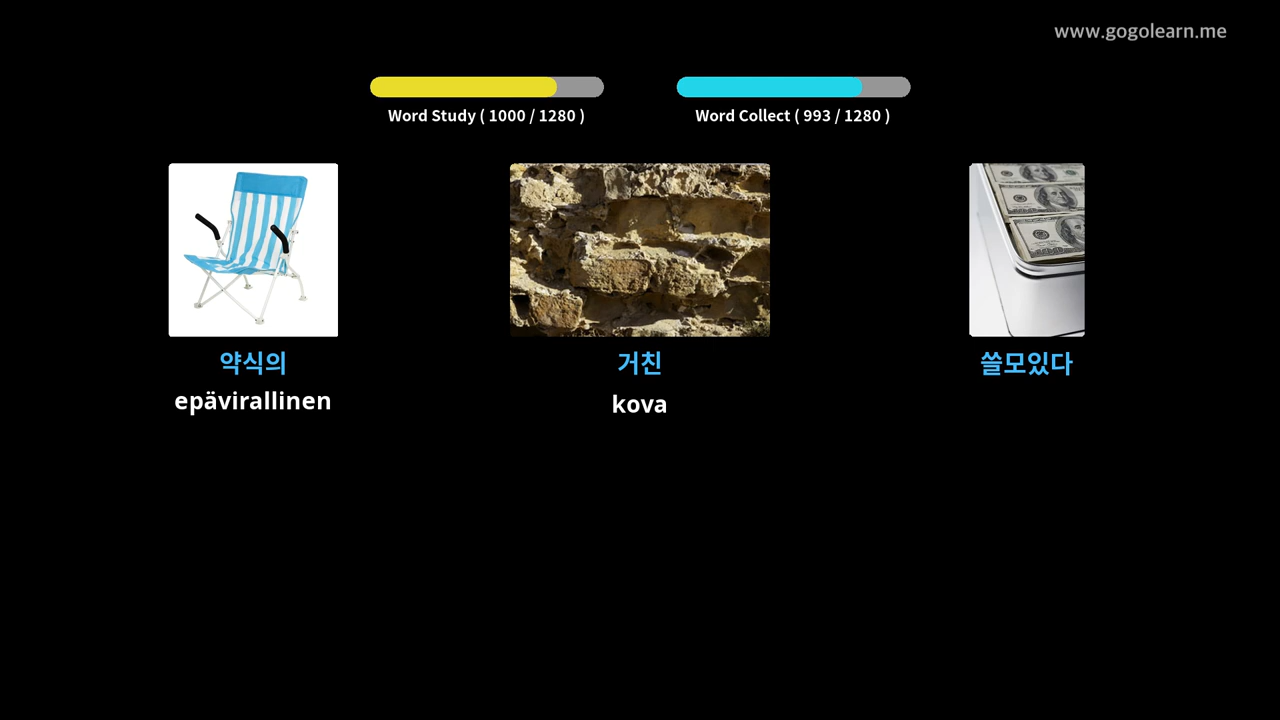 www.gogolearn.me
Word Study ( 1000 / 1280 )
Word Collect ( 993 / 1280 )
약식의
거친
쓸모있다
epävirallinen
kova